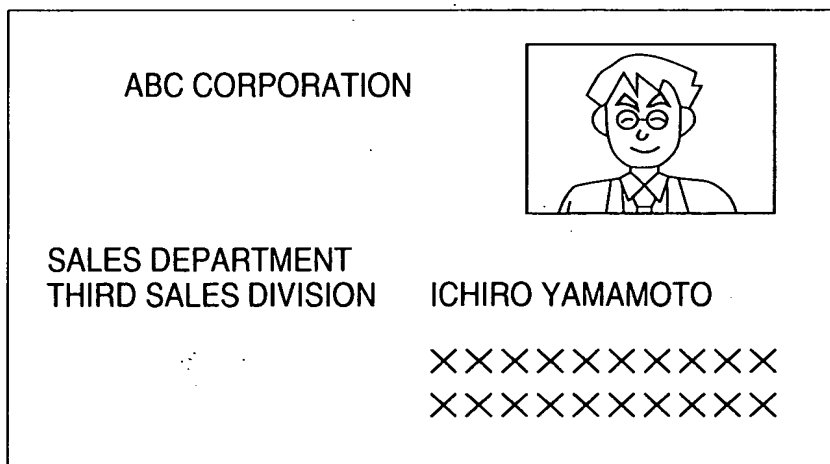 ABC CORPORATION
SALES DEPARTMENT
THIRD SALES DIVISION
ICHIRO YAMAMOTO
××××××××××
××××××××××